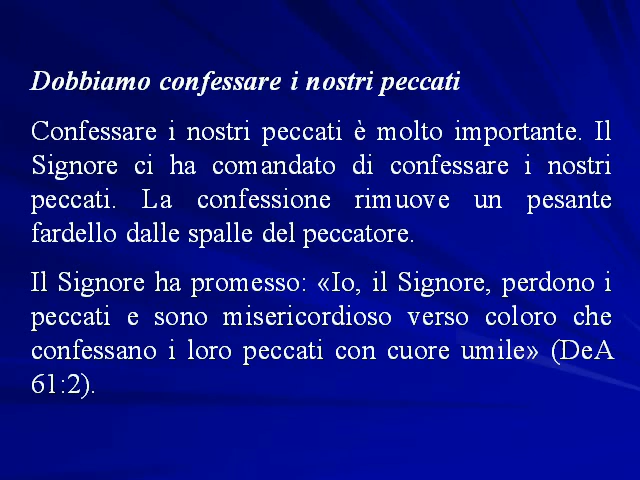 Dobbiamo confessare i nostri peccati
Confessare i nostri peccati è molto importante. Il
Signore ci ha comandato di confessare i nostri
peccati. La confessione rimuove un pesante
fardello dalle spalle del peccatore.
Il Signore ha promesso: «Io, il Signore, perdono i
peccati e sono misericordioso verso coloro che
confessano i loro peccati con cuore umile» (DeA
61:2).